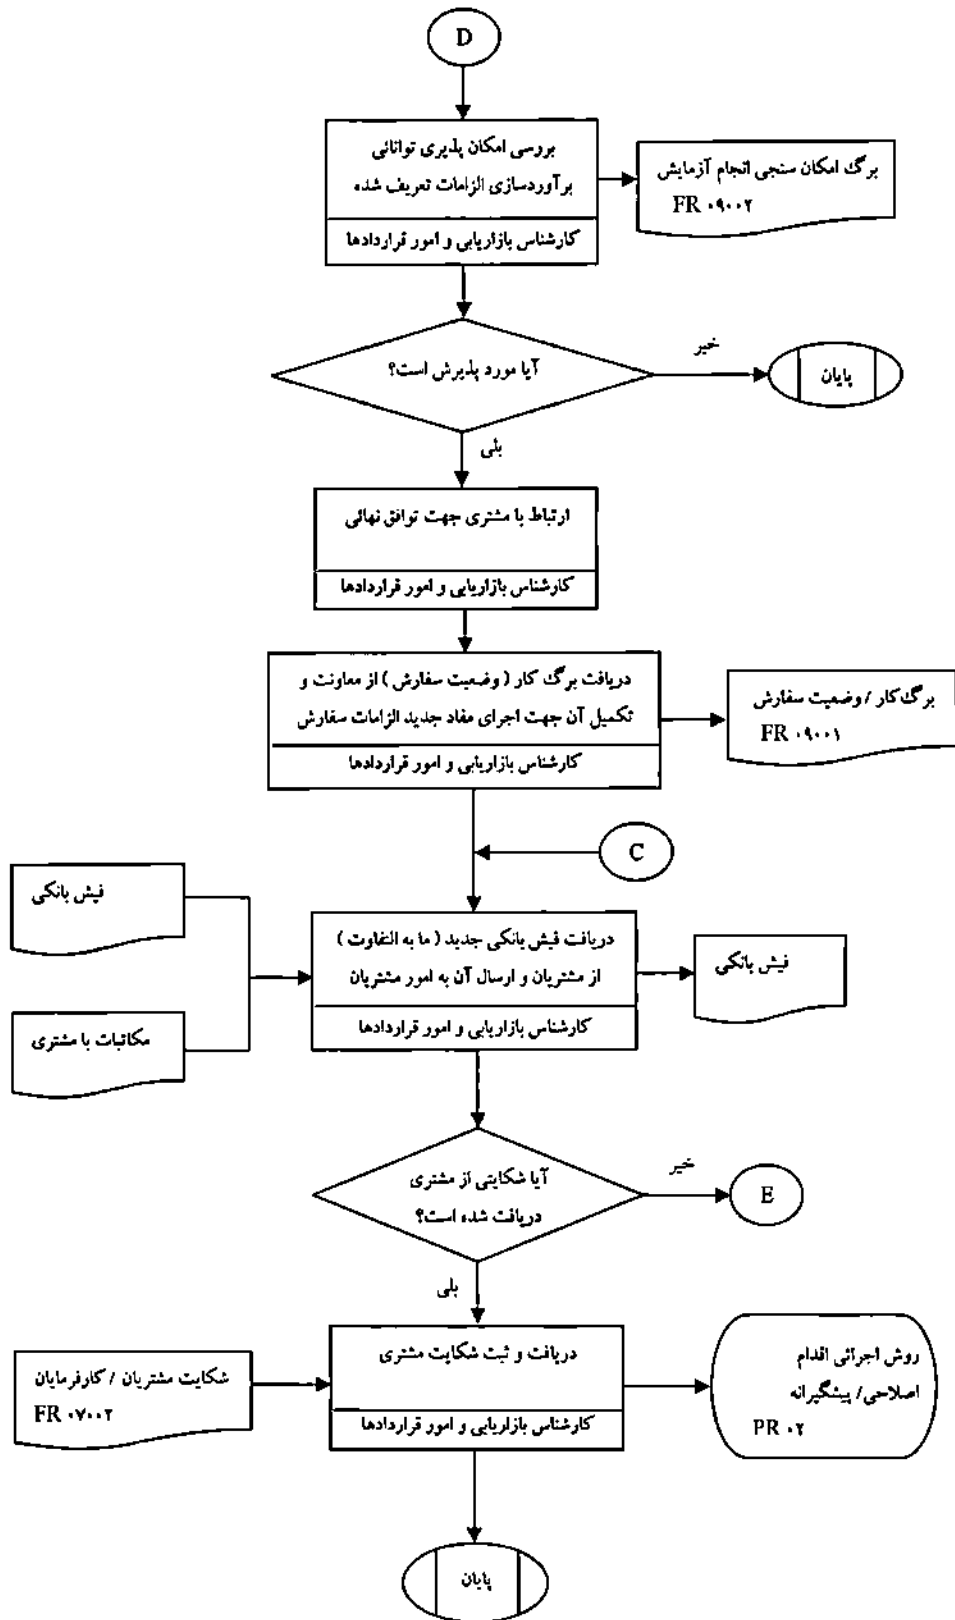 D
بررسی امکان پذیری توانائی
برآوردسازی الزامات تعریف شده
کارشناس بازاریابی و امور قراردادها
برگ امکان سنجی انجام آزمایش
FR ۰۹۰۰۲
آیا مورد پذیرش است؟
خیر
پایان
بلی
ارتباط با مشتری جهت توافق نهائی
کارشناس بازاریابی و امور قراردادها
دریافت برگ کار ( وضعیت سفارش ) از معاونت و
تکمیل آن جهت اجرای مفاد جدید الزامات سفارش
کارشناس بازاریابی و امور قراردادها
برگ کار / وضعیت سفارش
FR ۰۹۰۰۱
C
فیش بانکی
مکاتبات با مشتری
دریافت فیش بانکی جدید ( ما به التفاوت )
از مشتریان و ارسال آن به امور مشتریان
کارشناس بازاریابی و امور قراردادها
فیش بانکی
آیا شکایتی از مشتری
دریافت شده است؟
خیر
E
بلی
شکایت مشتریان / کارفرمایان
FR ۰۷۰۰۲
دریافت و ثبت شکایت مشتری
کارشناس بازاریابی و امور قراردادها
روش اجرائی اقدام
اصلاحی/ پیشگیرانه
PR ۰۲
پایان